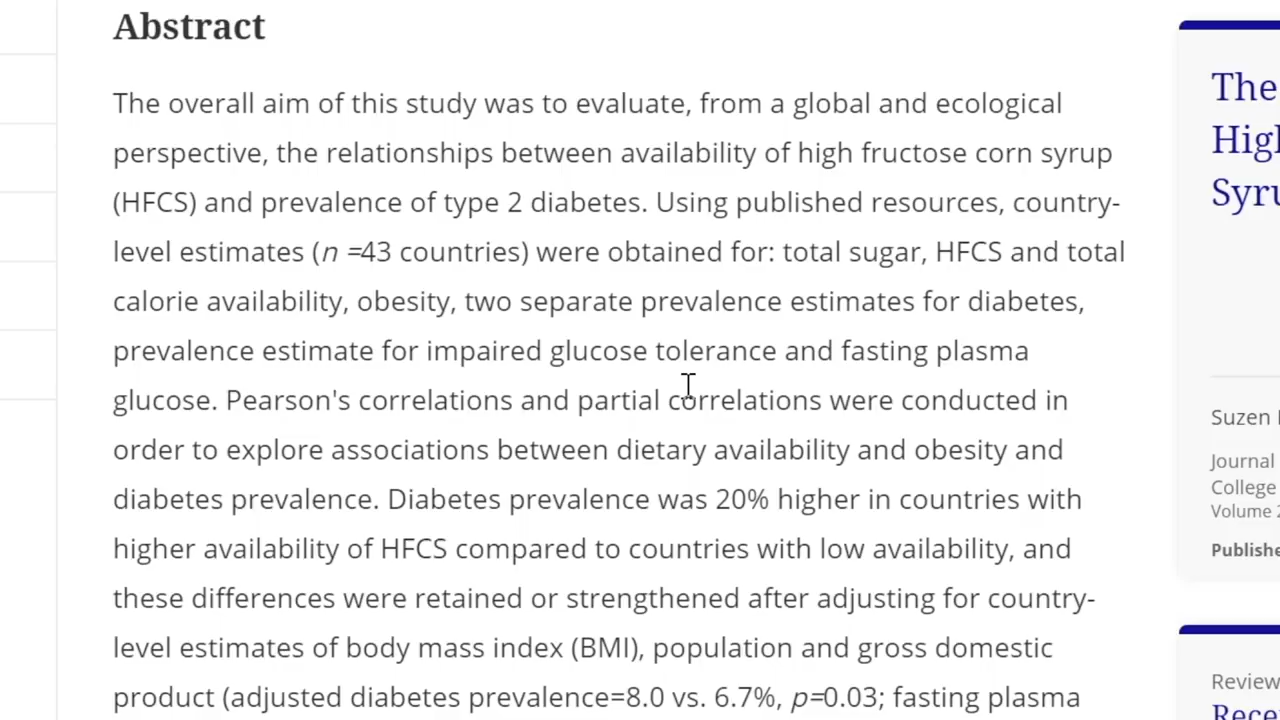 Abstract
The overall aim of this study was to evaluate, from a global and ecological
perspective, the relationships between availability of high fructose corn syrup
(HFCS) and prevalence of type 2 diabetes. Using published resources, country-
level estimates (n =43 countries) were obtained for: total sugar, HFCS and total
calorie availability, obesity, two separate prevalence estimates for diabetes,
prevalence estimate for impaired glucose tolerance and fasting plasma
glucose. Pearson's correlations and partial correlations were conducted in
order to explore associations between dietary availability and obesity and
diabetes prevalence. Diabetes prevalence was 20% higher in countries with
higher availability of HFCS compared to countries with low availability, and
these differences were retained or strengthened after adjusting for country-
level estimates of body mass index (BMI), population and gross domestic
product (adjusted diabetes prevalence=8.0 vs. 6.7%, p=0.03; fasting plasma
The
Suzen
Journal
College
Volume
Review